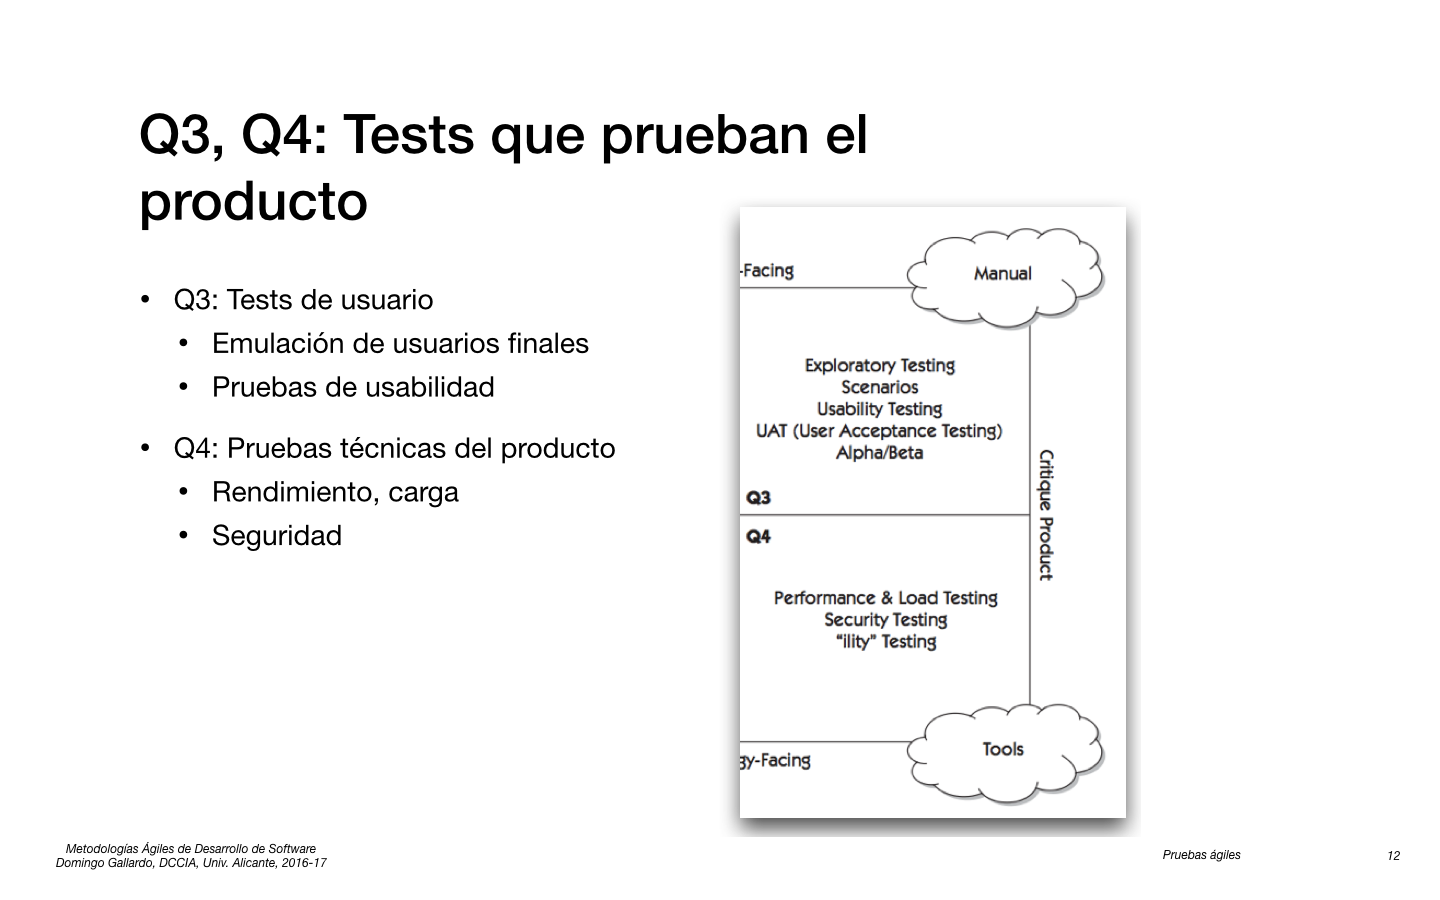 Q3, Q4: Tests que prueban el
producto
• Q3: Tests de usuario
• Emulación de usuarios finales
• Pruebas de usabilidad
• Q4: Pruebas técnicas del producto
• Rendimiento, carga
• Seguridad
-Facing
Manual
Exploratory Testing
Scenarios
Usability Testing
UAT (User Acceptance Testing)
Alpha/Beta
Q3
Critique Product
Q4
Performance & Load Testing
Security Testing
“ility” Testing
Tools
gy-Facing
Metodologías Ágiles de Desarrollo de Software
Domingo Gallardo, DCCIA, Univ. Alicante, 2016-17
Pruebas ágiles
12